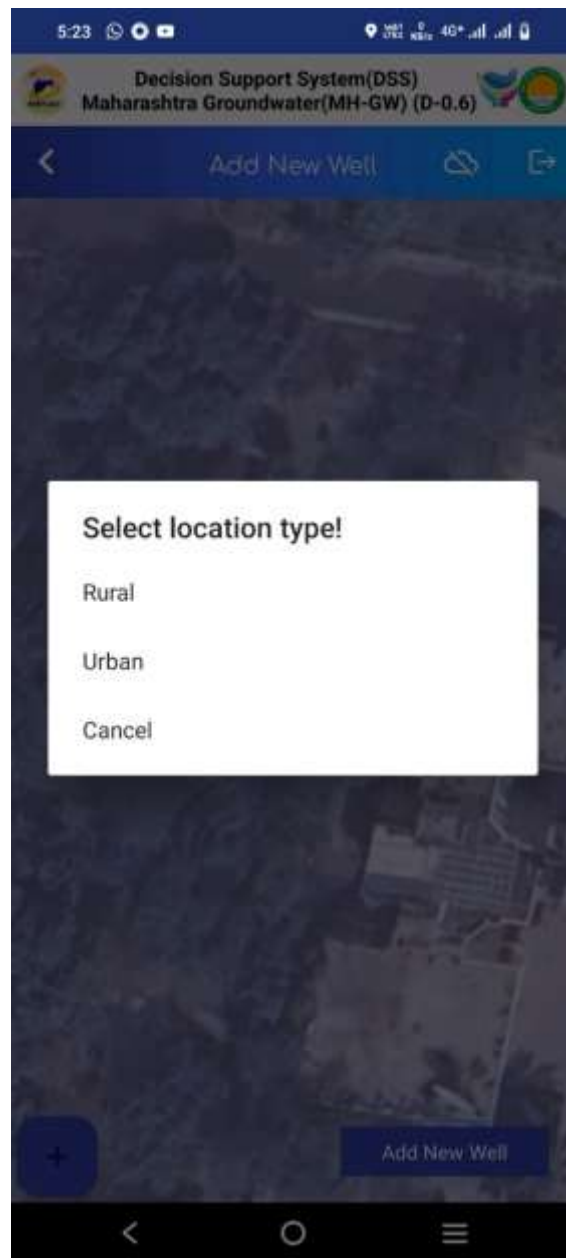 5:23
4G+
Decision Support System(DSS)
Maharashtra Groundwater(MH-GW) (D-0.6)
Add New Well
Select location type!
Rural
Urban
Cancel
+
Add New Well